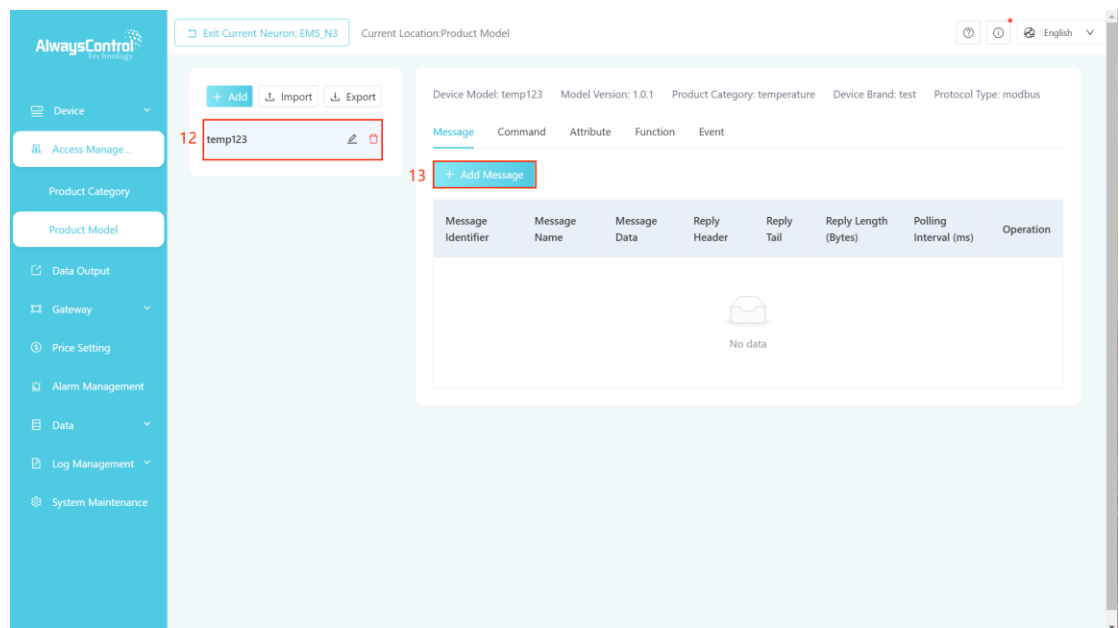 AlwaysControl
Technology
Exit Current Neuron: EMS_N3
Current Location:Product Model
English
Device
Access Manage...
Product Category
Product Model
Data Output
Gateway
Price Setting
Alarm Management
Data
Log Management
System Maintenance
+ Add
Import
Export
12
temp123
Device Model: temp123 Model Version: 1.0.1 Product Category: temperature Device Brand: test Protocol Type: modbus
Message Command Attribute Function Event
13
+ Add Message
Message Identifier
Message Name
Message Data
Reply Header
Reply Tail
Reply Length (Bytes)
Polling Interval (ms)
Operation
No data